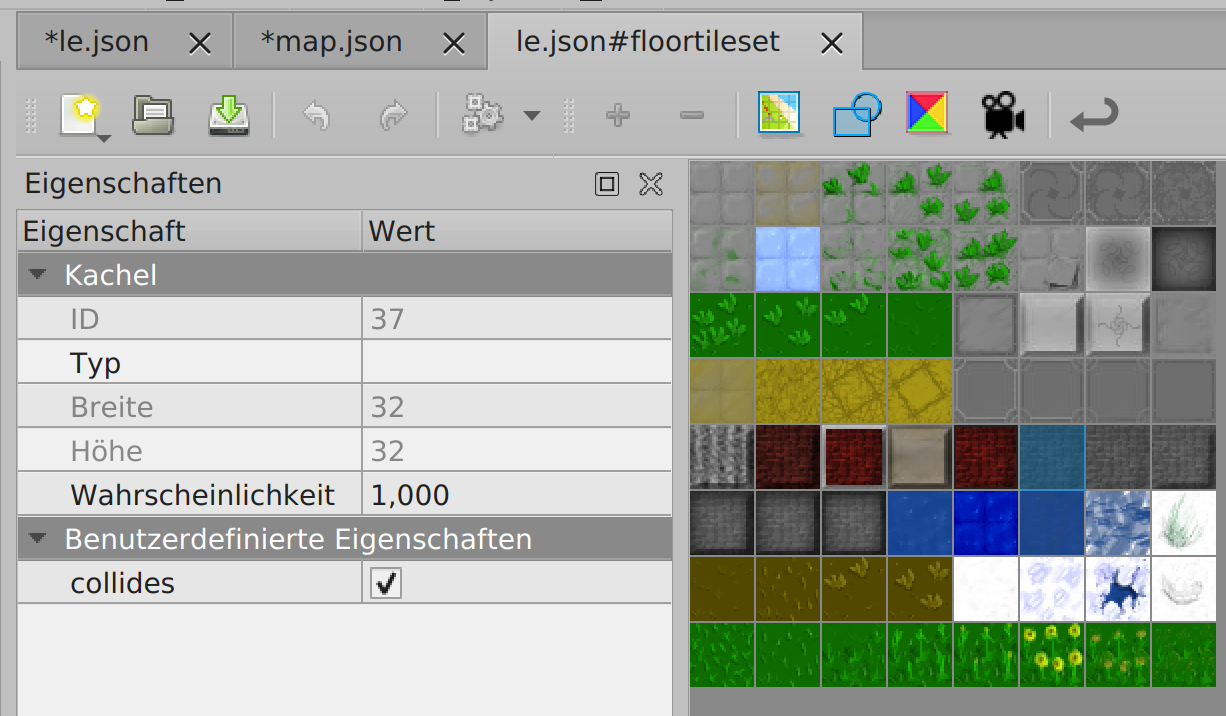 *le.json *map.json le.json#floortileset
Eigenschaften
Eigenschaft Wert
Kachel
ID 37
Typ
Breite 32
Höhe 32
Wahrscheinlichkeit 1,000
Benutzerdefinierte Eigenschaften
collides